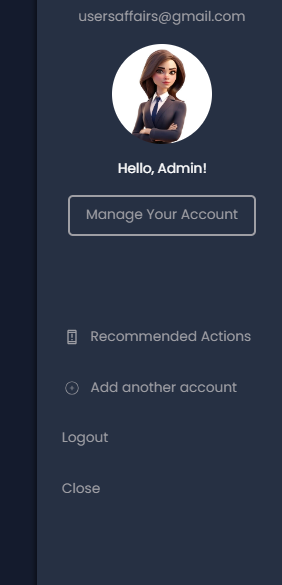 usersaffairs@gmail.com
Hello, Admin!
Manage Your Account
Recommended Actions
Add another account
Logout
Close